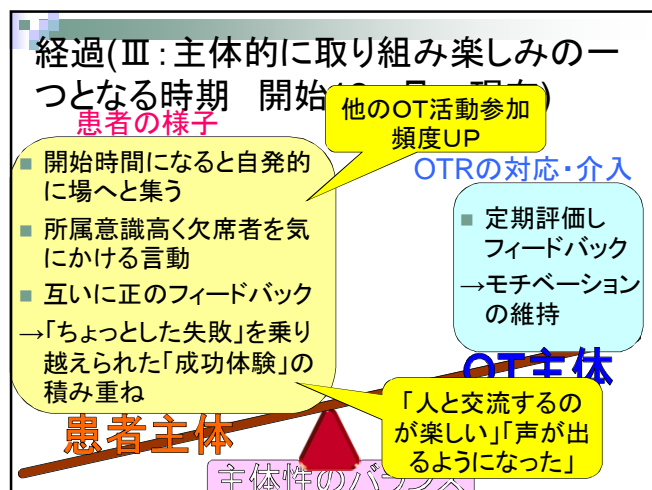 経過(Ⅲ:主体的に取り組み楽しみの一
つとなる時期 開始
患者の様子
他のOT活動参加
頻度UP
OTRの対応・介入
開始時間になると自発的
に場へと集う
所属意識高く欠席者を気
にかける言動
互いに正のフィードバック
→「ちょっとした失敗」を乗り
越えられた「成功体験」の
積み重ね
定期評価し
フィードバック
→モチベーション
の維持
OT主体
「人と交流するの
が楽しい」「声が出
るようになった」
患者主体
主体性のバランス